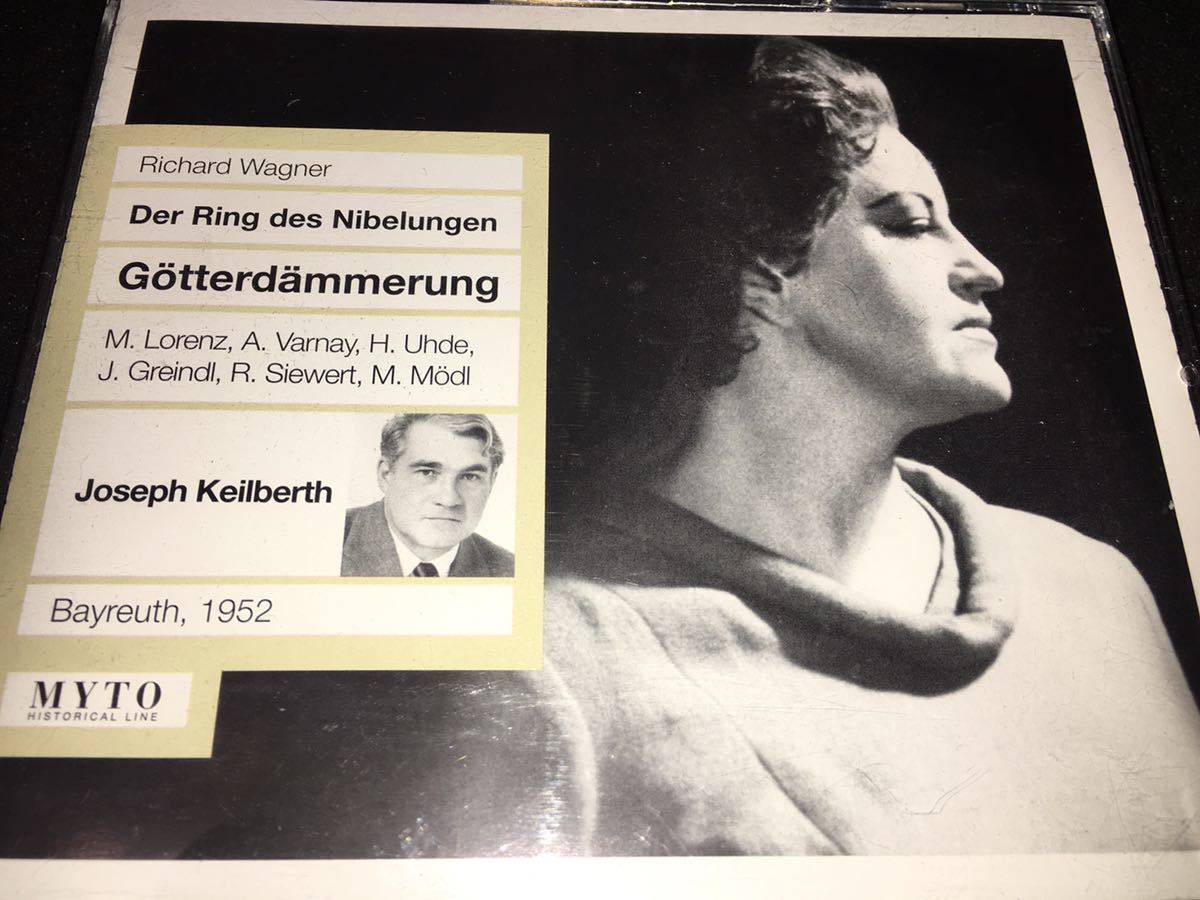 Richard Wagner
Der Ring des Nibelungen
Götterdämmerung
M. Lorenz, A. Varnay, H. Uhde,
J. Greindl, R. Siewert, M. Mödl
Joseph Keilberth
Bayreuth, 1952
MYTO
HISTORICAL LINE